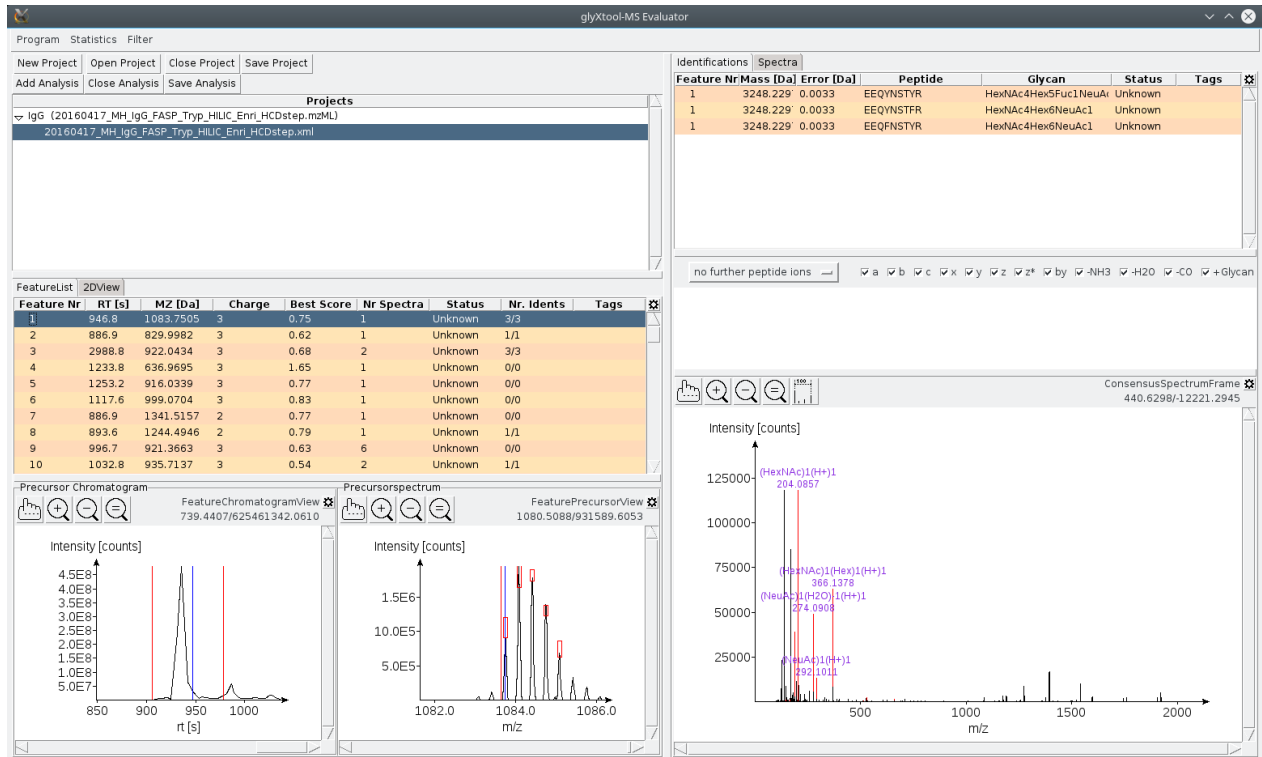 glyXtool-MS Evaluator
Program Statistics Filter
New Project Open Project Close Project Save Project
Add Analysis Close Analysis Save Analysis
Projects
IgG (20160417_MH_IgG_FASP_Tryp_HILIC_Enri_HCDstep.mzML)
20160417_MH_IgG_FASP_Tryp_HILIC_Enri_HCDstep.xml
FeatureList 2DView
Feature Nr RT [s] MZ [Da] Charge Best Score Nr Spectra Status Nr. Idents Tags
1 946.8 1083.7505 3 0.75 1 Unknown 3/3
2 886.9 829.9982 3 0.62 1 Unknown 1/1
3 2988.8 922.0434 3 0.68 2 Unknown 3/3
4 1233.8 636.9695 3 1.65 1 Unknown 0/0
5 1253.2 916.0339 3 0.77 1 Unknown 0/0
6 1117.6 999.0704 3 0.83 1 Unknown 0/0
7 886.9 1341.5157 2 0.77 1 Unknown 0/0
8 893.6 1244.4946 2 0.79 1 Unknown 1/1
9 996.7 921.3663 3 0.63 6 Unknown 0/0
10 1032.8 935.7137 3 0.54 2 Unknown 1/1
Precursor Chromatogram
FeatureChromatogramView
739.4407/625461342.0610
Intensity [counts]
4.5E8
4.0E8
3.5E8
3.0E8
2.5E8
2.0E8
1.5E8
1.0E8
5.0E7
850 900 950 1000
rt [s]
Precursorspectrum
FeaturePrecursorView
1080.5088/931589.6053
Intensity [counts]
1.5E6
10.0E5
5.0E5
1082.0 1084.0 1086.0
m/z
Identifications Spectra
Feature Nr Mass [Da] Error [Da] Peptide Glycan Status Tags
1 3248.229 0.0033 EEQYNSTYR HexNAc4Hex5Fuc1NeuAc Unknown
1 3248.229 0.0033 EEQYNSTFR HexNAc4Hex6NeuAc1 Unknown
1 3248.229 0.0033 EEQFNSTYR HexNAc4Hex6NeuAc1 Unknown
no further peptide ions a b c x y z z* by -NH3 -H2O -CO +Glycan
100
ConsensusSpectrumFrame
440.6298/-12221.2945
Intensity [counts]
125000
100000
75000
50000
25000
(HexNAc)1(H+)1
204.0857
(HexNAc)1(Hex)1(H+)1
366.1378
(NeuAc)1(H2O)-1(H+)1
274.0908
(NeuAc)1(H+)1
292.1011
500 1000 1500 2000
m/z